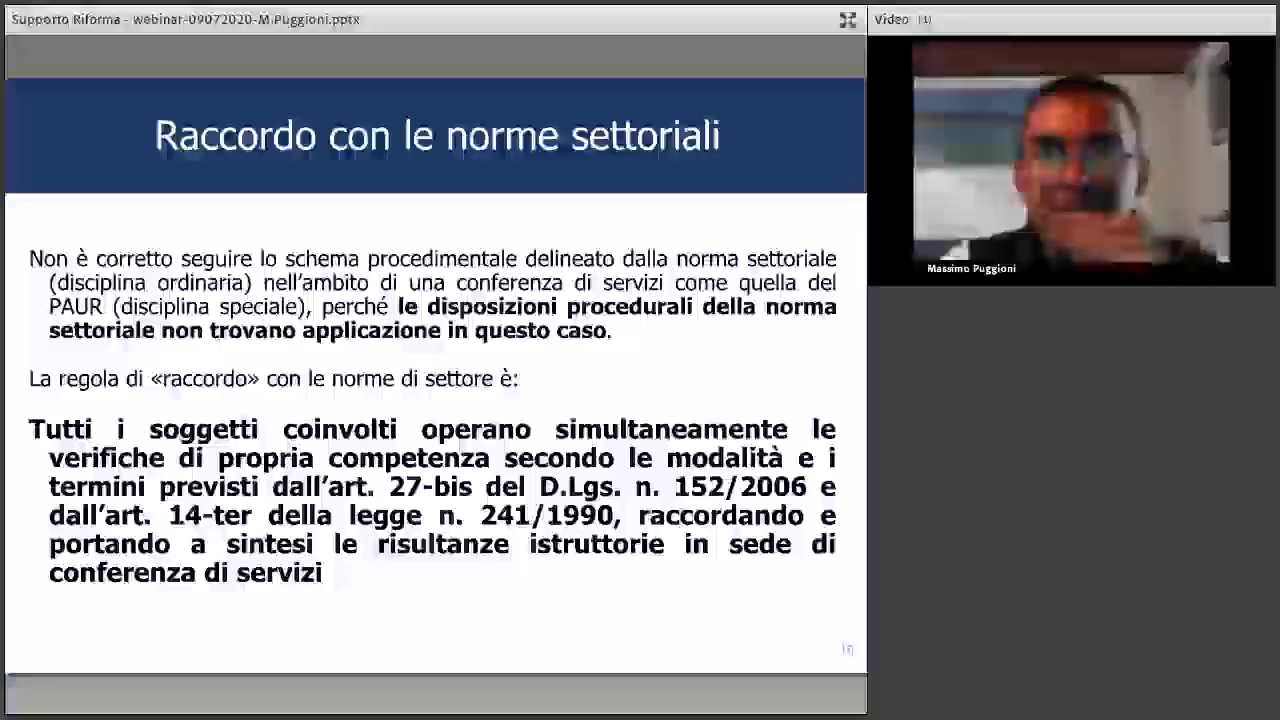 Supporto Riforma - webinar-09072020-M.Puggioni.pptx
Video (1)
Raccordo con le norme settoriali
Massimo Puggioni
Non è corretto seguire lo schema procedimentale delineato dalla norma settoriale
(disciplina ordinaria) nell'ambito di una conferenza di servizi come quella del
PAUR (disciplina speciale), perché le disposizioni procedurali della norma
settoriale non trovano applicazione in questo caso.
La regola di «raccordo» con le norme di settore è:
Tutti i soggetti coinvolti operano simultaneamente le
verifiche di propria competenza secondo le modalità e i
termini previsti dall'art. 27-bis del D.Lgs. n. 152/2006 e
dall'art. 14-ter della legge n. 241/1990, raccordando e
portando a sintesi le risultanze istruttorie in sede di
conferenza di servizi